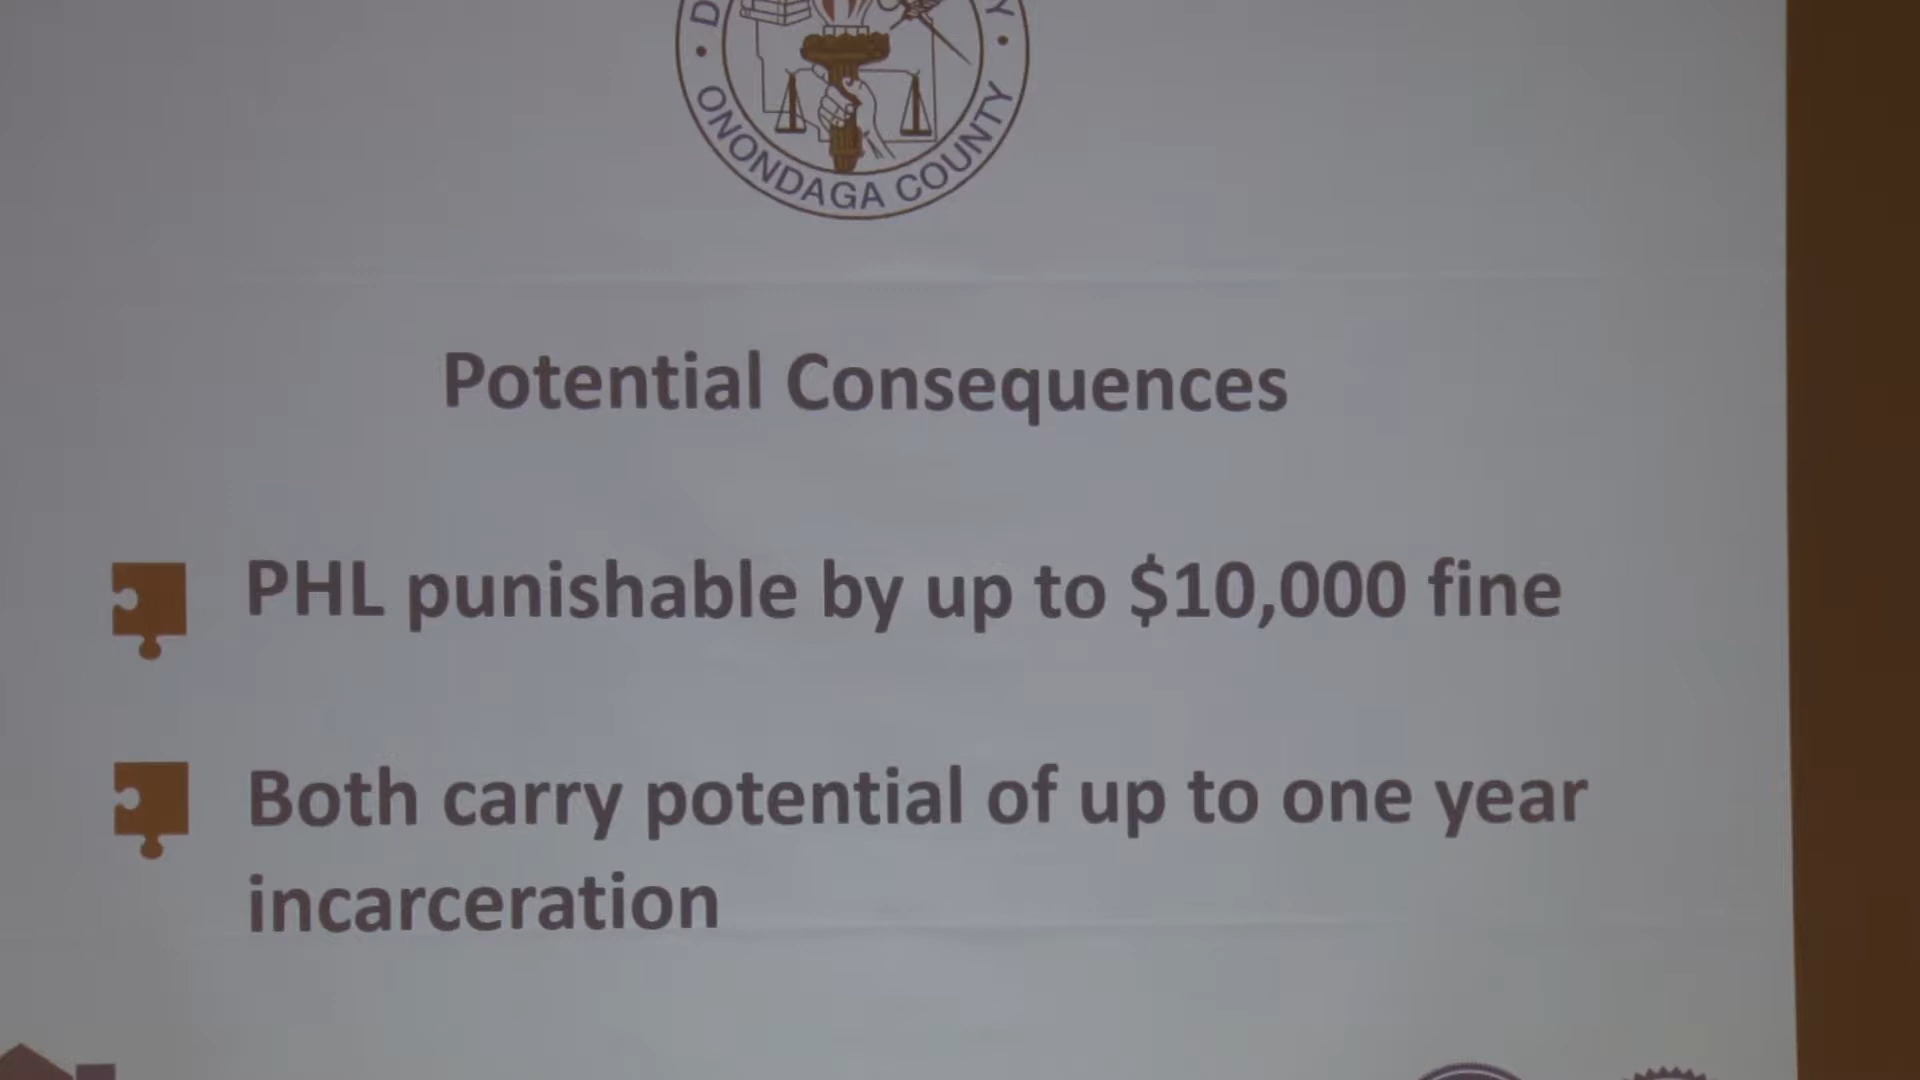 ONONDAGA COUNTY
Potential Consequences
PHL punishable by up to $10,000 fine
Both carry potential of up to one year
incarceration